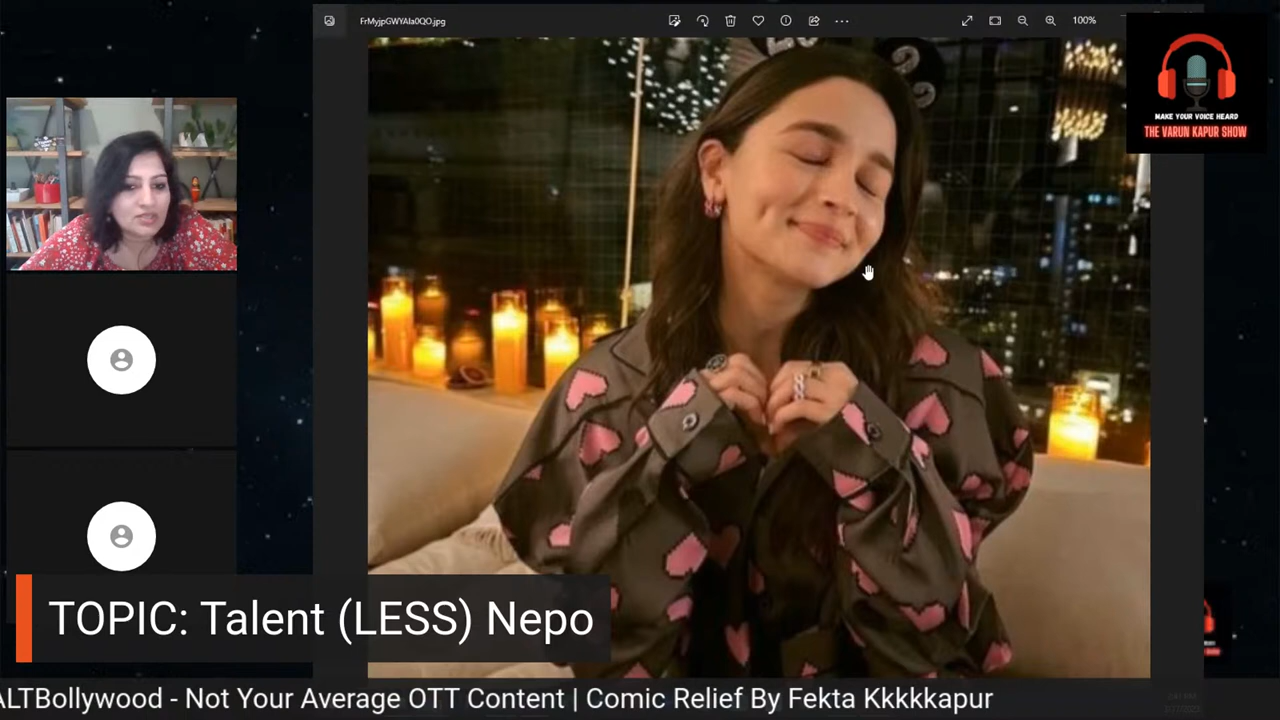 FrMyjpGWYAIa0QO.jpg
100%
MAKE YOUR VOICE HEARD
THE VARUN KAPUR SHOW
TOPIC: Talent (LESS) Nepo
ALTBollywood - Not Your Average OTT Content | Comic Relief By Fekta Kkkkkapur